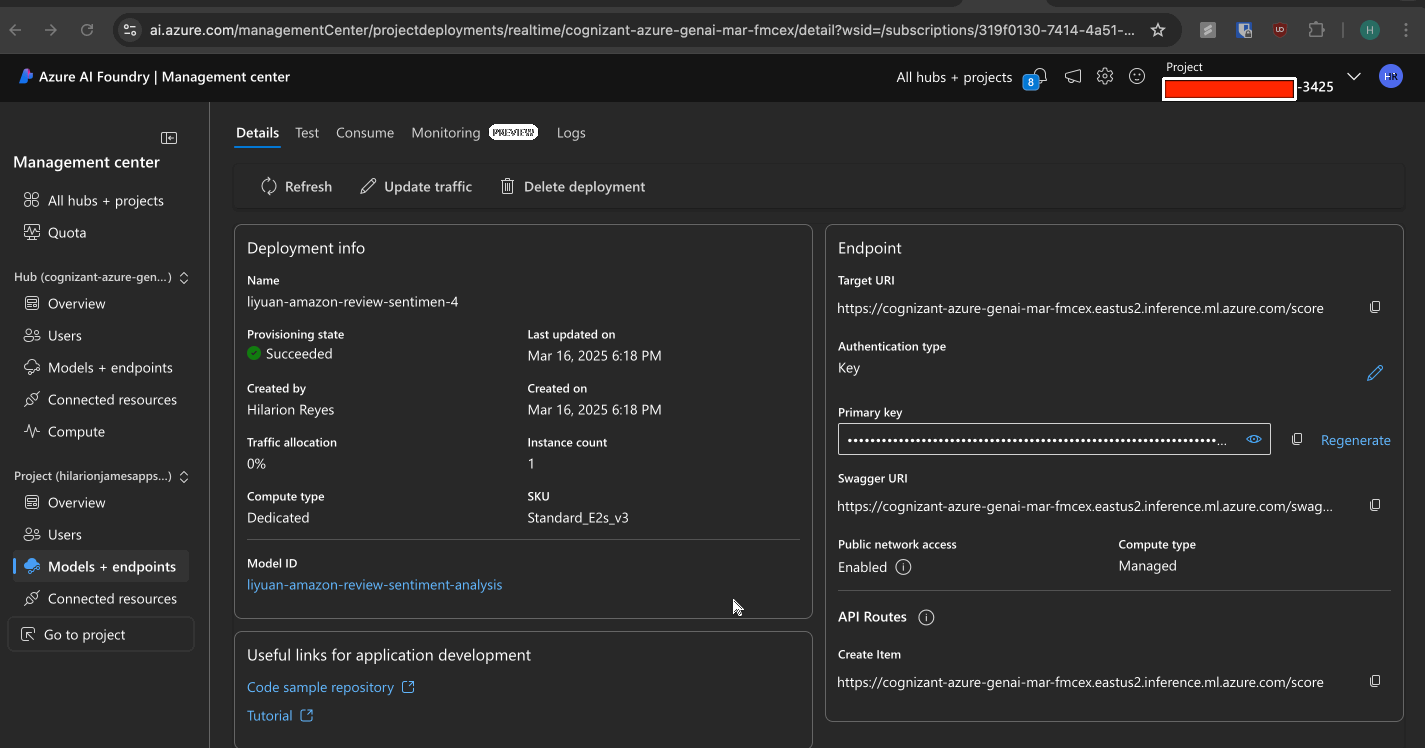 ai.azure.com/managementCenter/projectdeployments/realtime/cognizant-azure-genai-mar-fmcex/detail?wsid=/subscriptions/319f0130-7414-4a51-...
UD
H
Azure AI Foundry | Management center
All hubs + projects
8
Project
-3425
HR
Management center
All hubs + projects
Quota
Hub (cognizant-azure-gen...)
Overview
Users
Models + endpoints
Connected resources
Compute
Project (hilarionjamesapps...)
Overview
Users
Models + endpoints
Connected resources
Go to project
Details Test Consume Monitoring PREVIEW Logs
Refresh Update traffic Delete deployment
Deployment info
Name
liyuan-amazon-review-sentimen-4
Provisioning state Last updated on
Succeeded Mar 16, 2025 6:18 PM
Created by Created on
Hilarion Reyes Mar 16, 2025 6:18 PM
Traffic allocation Instance count
0% 1
Compute type SKU
Dedicated Standard_E2s_v3
Model ID
liyuan-amazon-review-sentiment-analysis
Useful links for application development
Code sample repository
Tutorial
Endpoint
Target URI
https://cognizant-azure-genai-mar-fmcex.eastus2.inference.ml.azure.com/score
Authentication type
Key
Primary key
Regenerate
Swagger URI
https://cognizant-azure-genai-mar-fmcex.eastus2.inference.ml.azure.com/swag...
Public network access Compute type
Enabled Managed
API Routes
Create Item
https://cognizant-azure-genai-mar-fmcex.eastus2.inference.ml.azure.com/score